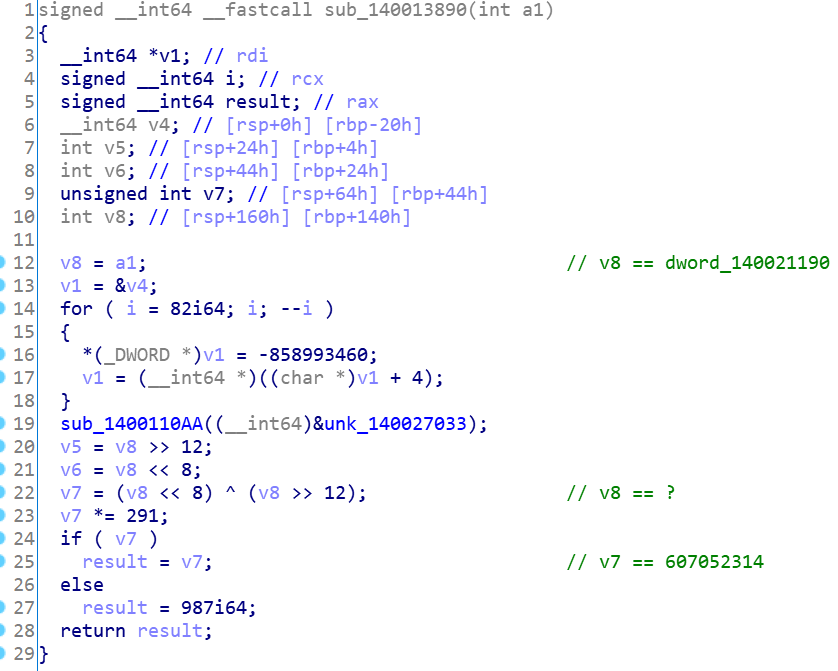 1 signed __int64 __fastcall sub_140013890(int a1)
2 {
3 __int64 *v1; // rdi
4 signed __int64 i; // rcx
5 signed __int64 result; // rax
6 __int64 v4; // [rsp+0h] [rbp-20h]
7 int v5; // [rsp+24h] [rbp+4h]
8 int v6; // [rsp+44h] [rbp+24h]
9 unsigned int v7; // [rsp+64h] [rbp+44h]
10 int v8; // [rsp+160h] [rbp+140h]
11
12 v8 = a1; // v8 == dword_140021190
13 v1 = &v4;
14 for ( i = 82i64; i; --i )
15 {
16 *(_DWORD *)v1 = -858993460;
17 v1 = (__int64 *)((char *)v1 + 4);
18 }
19 sub_1400110AA((__int64)&unk_140027033);
20 v5 = v8 >> 12;
21 v6 = v8 << 8;
22 v7 = (v8 << 8) ^ (v8 >> 12); // v8 == ?
23 v7 *= 291;
24 if ( v7 )
25 result = v7; // v7 == 607052314
26 else
27 result = 987i64;
28 return result;
29 }